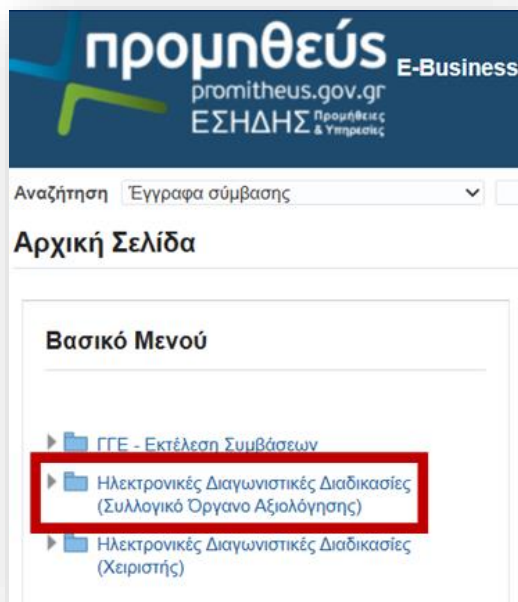 προμηθεύς
E-Business
promitheus.gov.gr
ΕΣΗΔΗΣ Προμήθειες & Υπηρεσίες
Αναζήτηση Έγγραφα σύμβασης
Αρχική Σελίδα
Βασικό Μενού
ΓΓΕ - Εκτέλεση Συμβάσεων
Ηλεκτρονικές Διαγωνιστικές Διαδικασίες
(Συλλογικό Όργανο Αξιολόγησης)
Ηλεκτρονικές Διαγωνιστικές Διαδικασίες
(Χειριστής)